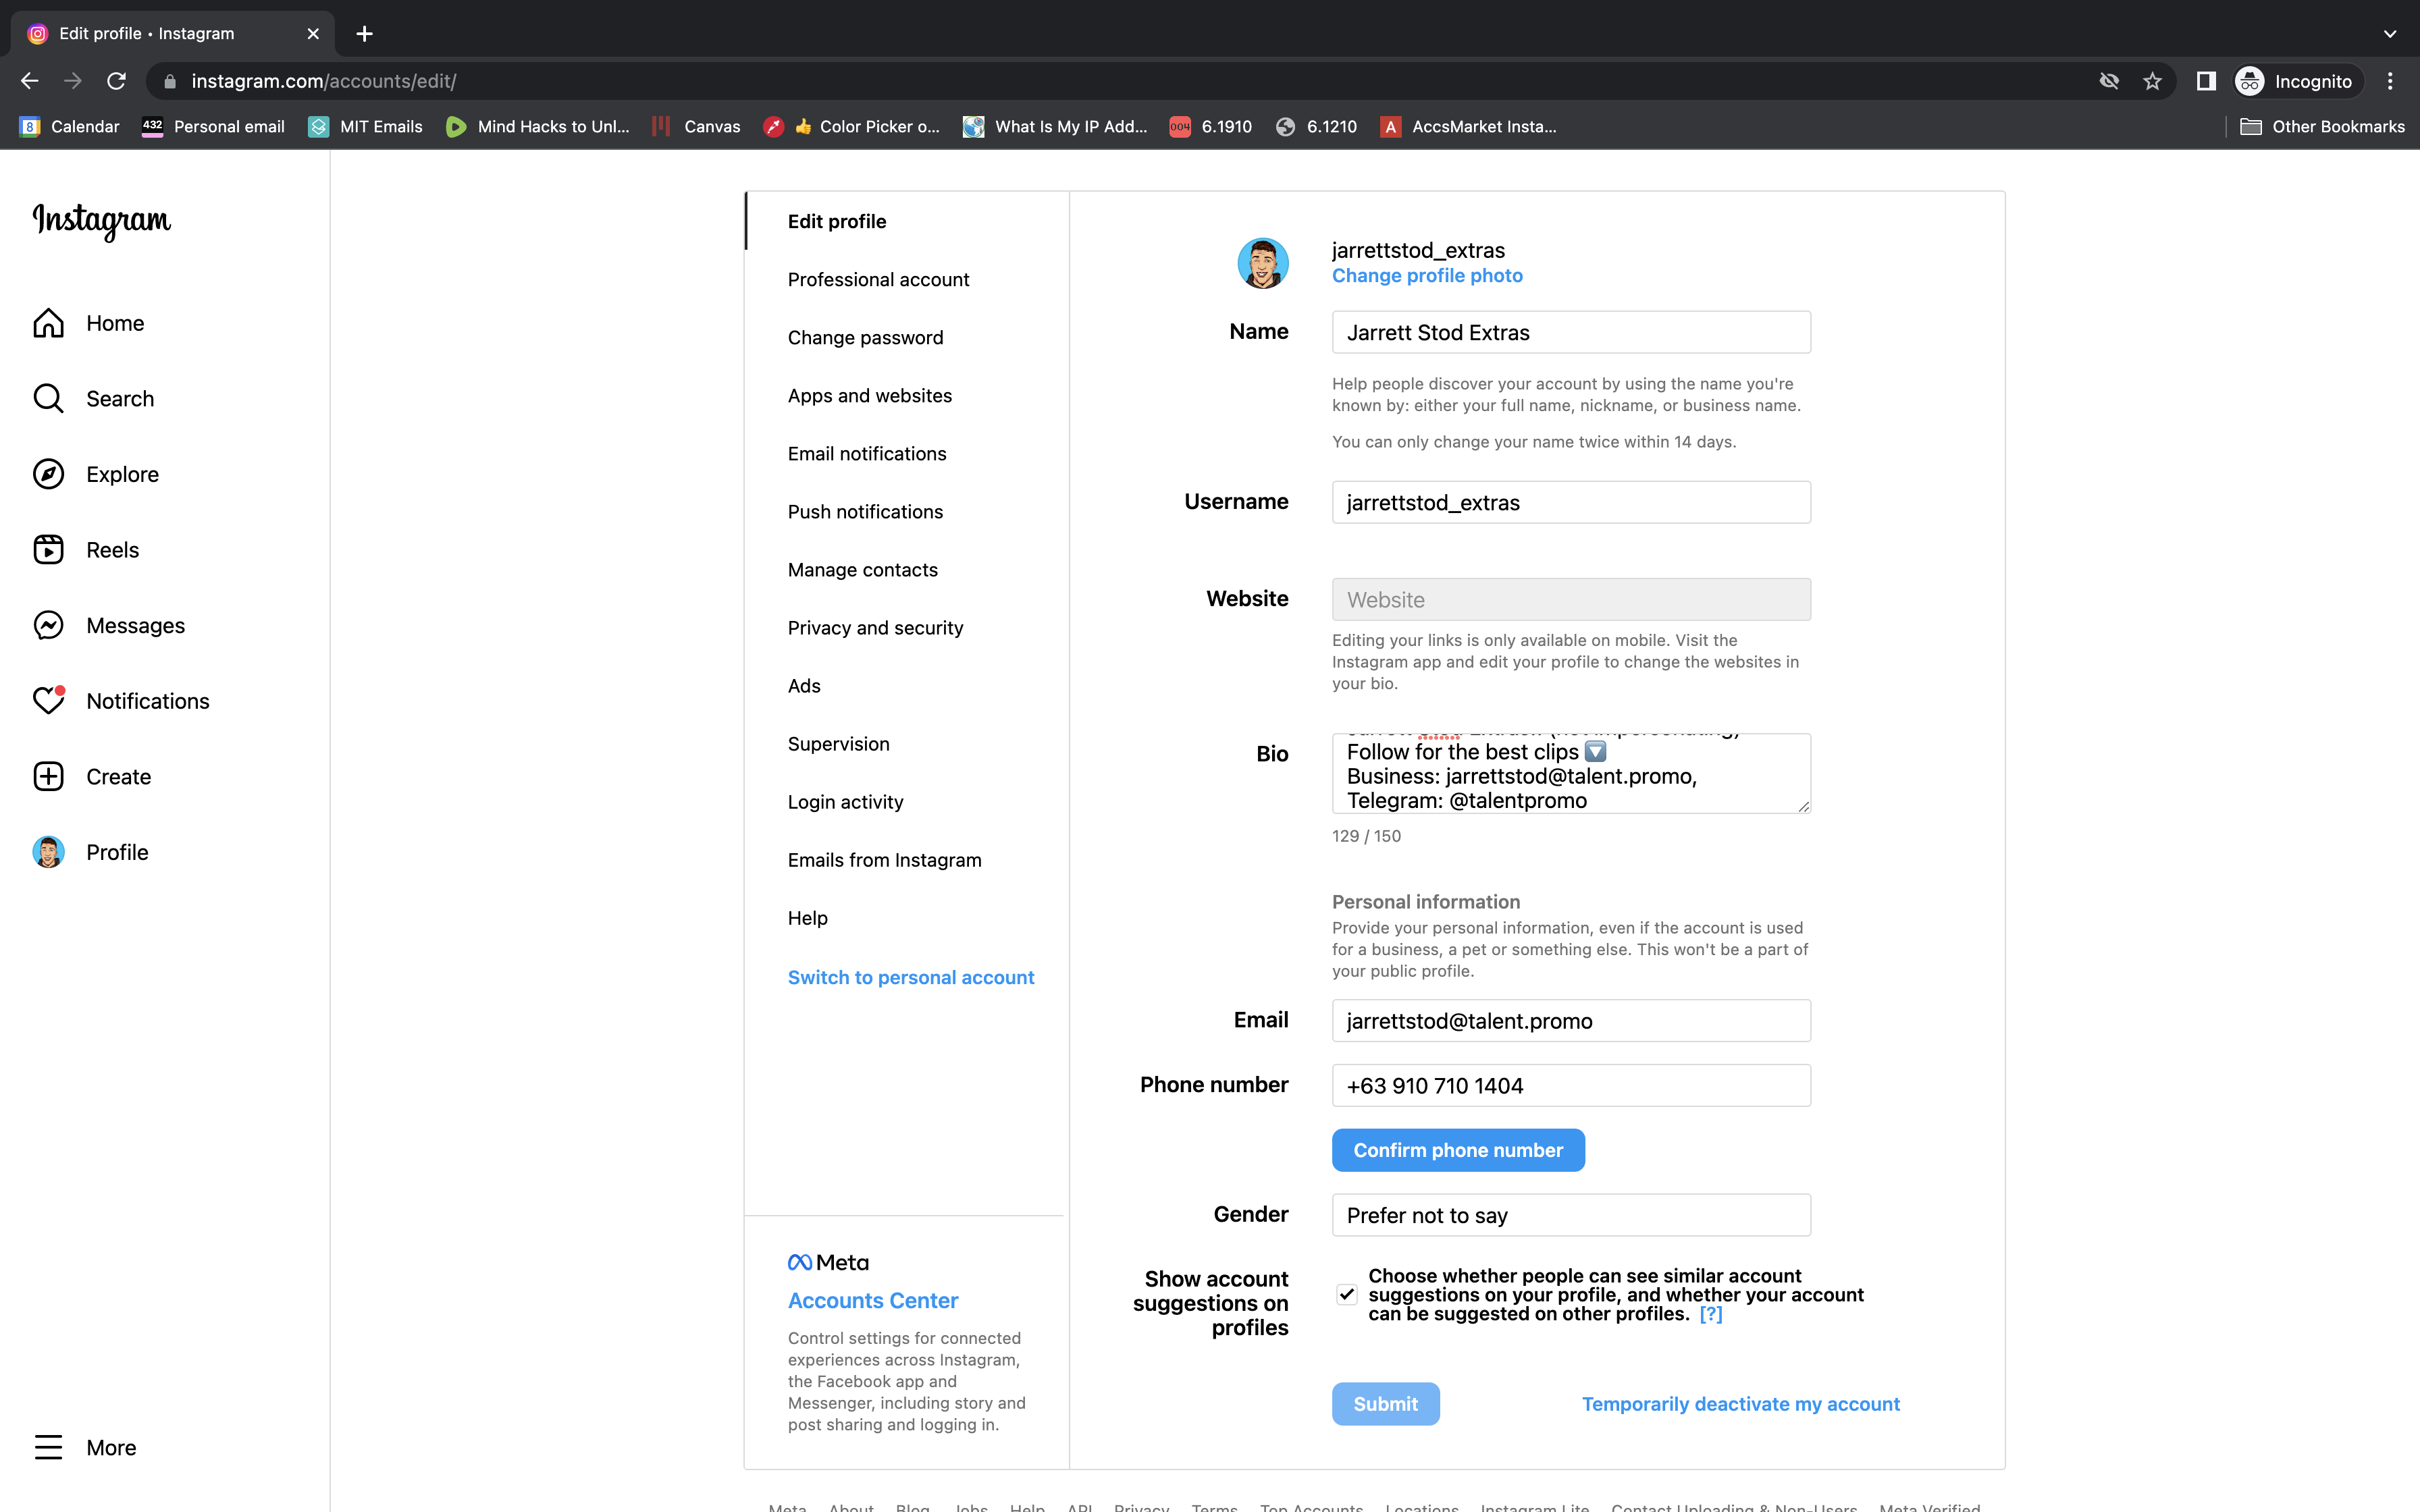 Edit profile • Instagram
instagram.com/accounts/edit/
Incognito
8 Calendar
432 Personal email
MIT Emails
Mind Hacks to Unl...
Canvas
👍 Color Picker o...
What Is My IP Add...
004 6.1910
6.1210
A AccsMarket Insta...
Other Bookmarks
Instagram
Home
Search
Explore
Reels
Messages
Notifications
Create
Profile
More
Edit profile
Professional account
Change password
Apps and websites
Email notifications
Push notifications
Manage contacts
Privacy and security
Ads
Supervision
Login activity
Emails from Instagram
Help
Switch to personal account
Meta
Accounts Center
Control settings for connected
experiences across Instagram,
the Facebook app and
Messenger, including story and
post sharing and logging in.
jarrettstod_extras
Change profile photo
Name
Jarrett Stod Extras
Help people discover your account by using the name you're
known by: either your full name, nickname, or business name.
You can only change your name twice within 14 days.
Username
jarrettstod_extras
Website
Website
Editing your links is only available on mobile. Visit the
Instagram app and edit your profile to change the websites in
your bio.
Bio
(not impersonating)
Follow for the best clips 🔽
Business: jarrettstod@talent.promo,
Telegram: @talentpromo
129 / 150
Personal information
Provide your personal information, even if the account is used
for a business, a pet or something else. This won't be a part of
your public profile.
Email
jarrettstod@talent.promo
Phone number
+63 910 710 1404
Confirm phone number
Gender
Prefer not to say
Show account
suggestions on
profiles
Choose whether people can see similar account
suggestions on your profile, and whether your account
can be suggested on other profiles. [?]
Submit
Temporarily deactivate my account
Meta About Blog Jobs Help API Privacy Terms Top Accounts Locations Instagram Lite Contact Uploading & Non-Users Meta Verified